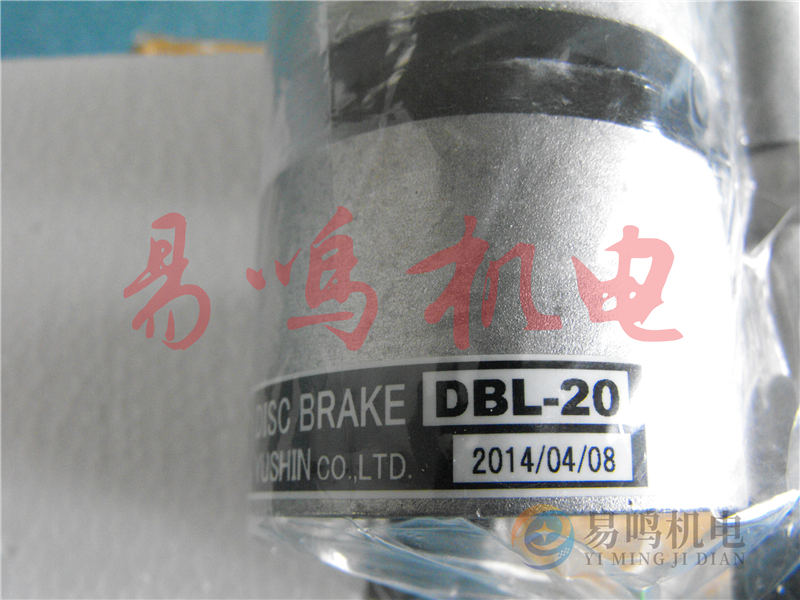 易鸣机电
DISC BRAKE DBL-20
YUSHIN CO.,LTD. 2014/04/08
易鸣机电
YI MING JI DIAN